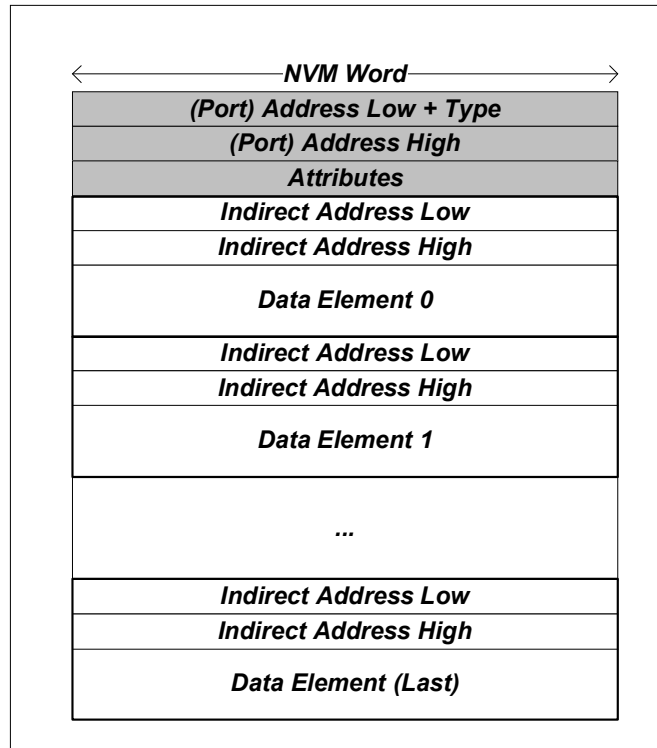 NVM Word
(Port) Address Low + Type
(Port) Address High
Attributes
Indirect Address Low
Indirect Address High
Data Element 0
Indirect Address Low
Indirect Address High
Data Element 1
...
Indirect Address Low
Indirect Address High
Data Element (Last)